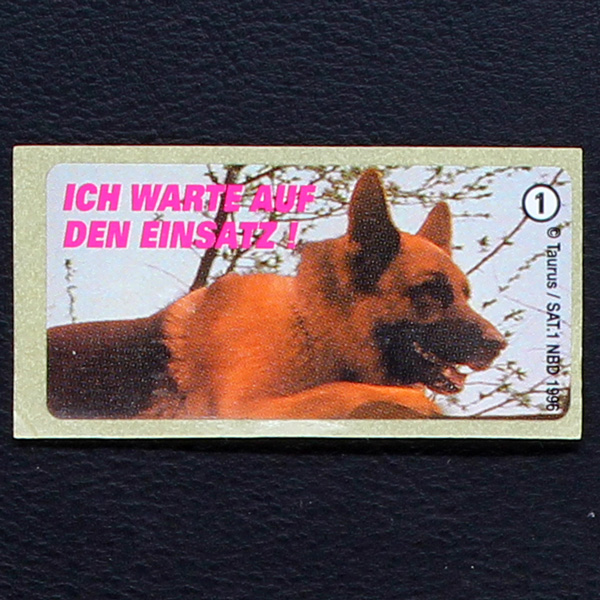 ICH WARTE AUF
DEN EINSATZ !
1
© Taurus / SAT.1 NBD 1996